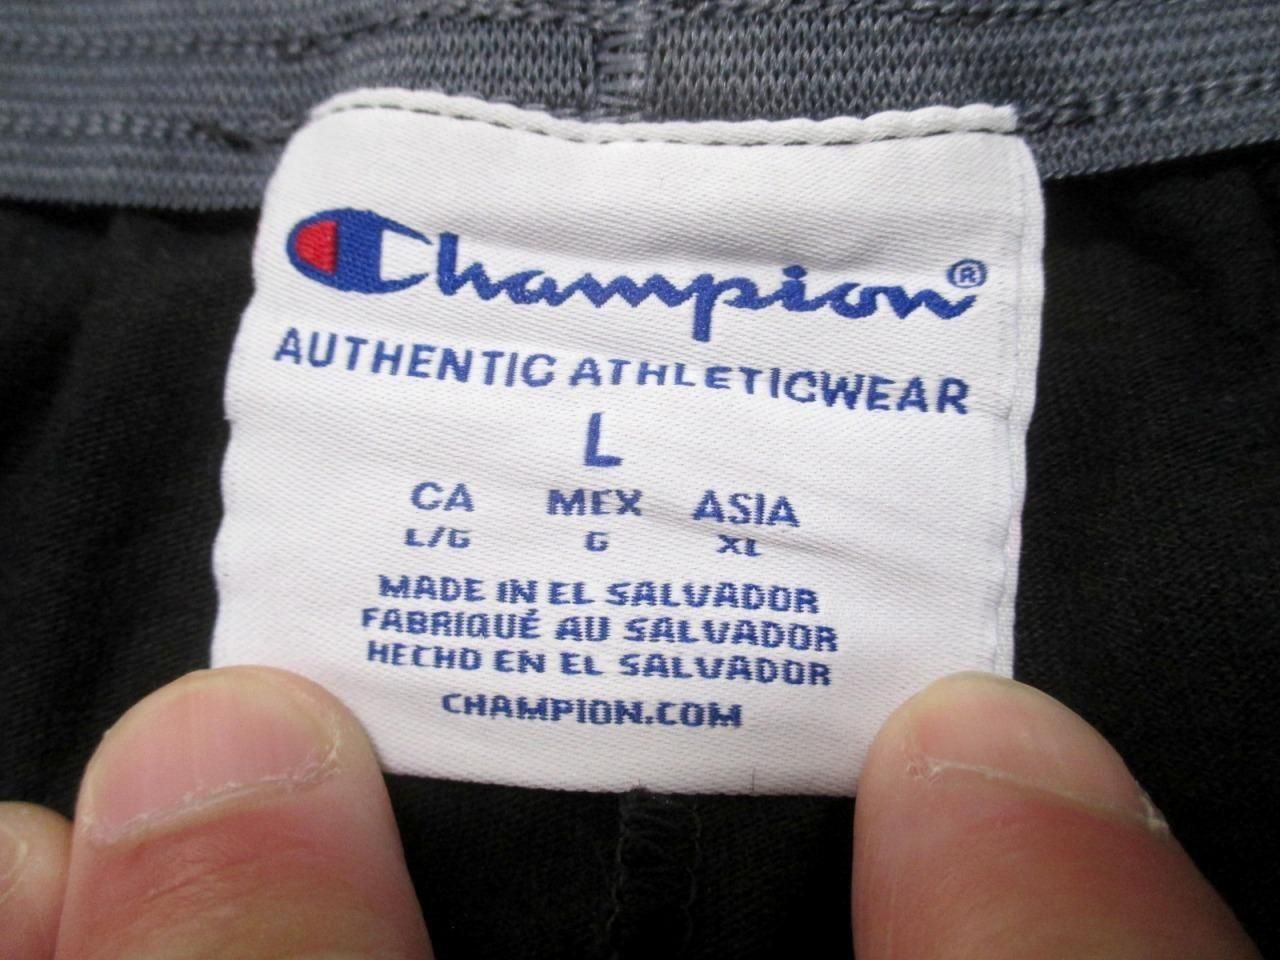 Champion®
AUTHENTIC ATHLETICWEAR
L
CA MEX ASIA
L/G G XL
MADE IN EL SALVADOR
FABRIQUÉ AU SALVADOR
HECHO EN EL SALVADOR
CHAMPION.COM